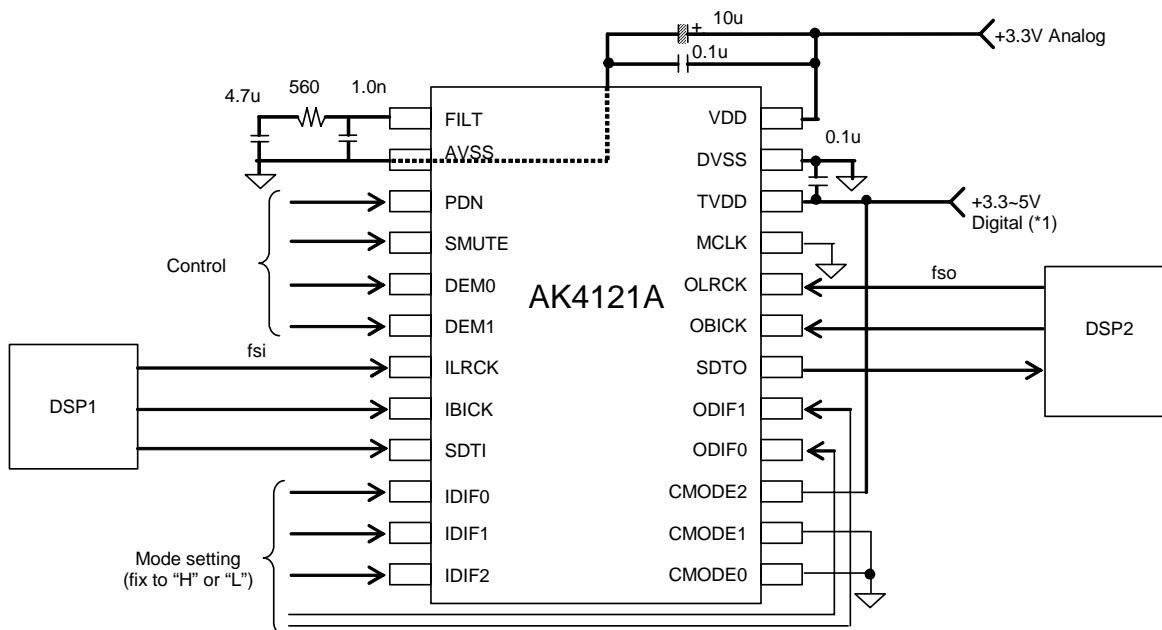 10u
+
+3.3V Analog
0.1u
4.7u
560
1.0n
FILT
AVSS
PDN
SMUTE
DEM0
DEM1
ILRCK
IBICK
SDTI
IDIF0
IDIF1
IDIF2
AK4121A
VDD
DVSS
TVDD
MCLK
OLRCK
OBICK
SDTO
ODIF1
ODIF0
CMODE2
CMODE1
CMODE0
0.1u
+3.3~5V
Digital (*1)
Control
fsi
DSP1
fso
DSP2
Mode setting
(fix to “H” or “L”)